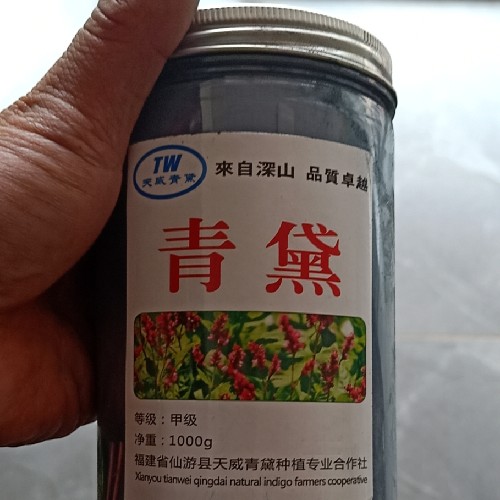 TW
天威青黛
來自深山 品質卓越
青黛
等级：甲级
净重：1000g
福建省仙游县天威青黛种植专业合作社
Xianyou tianwei qingdai natural indigo farmers cooperative